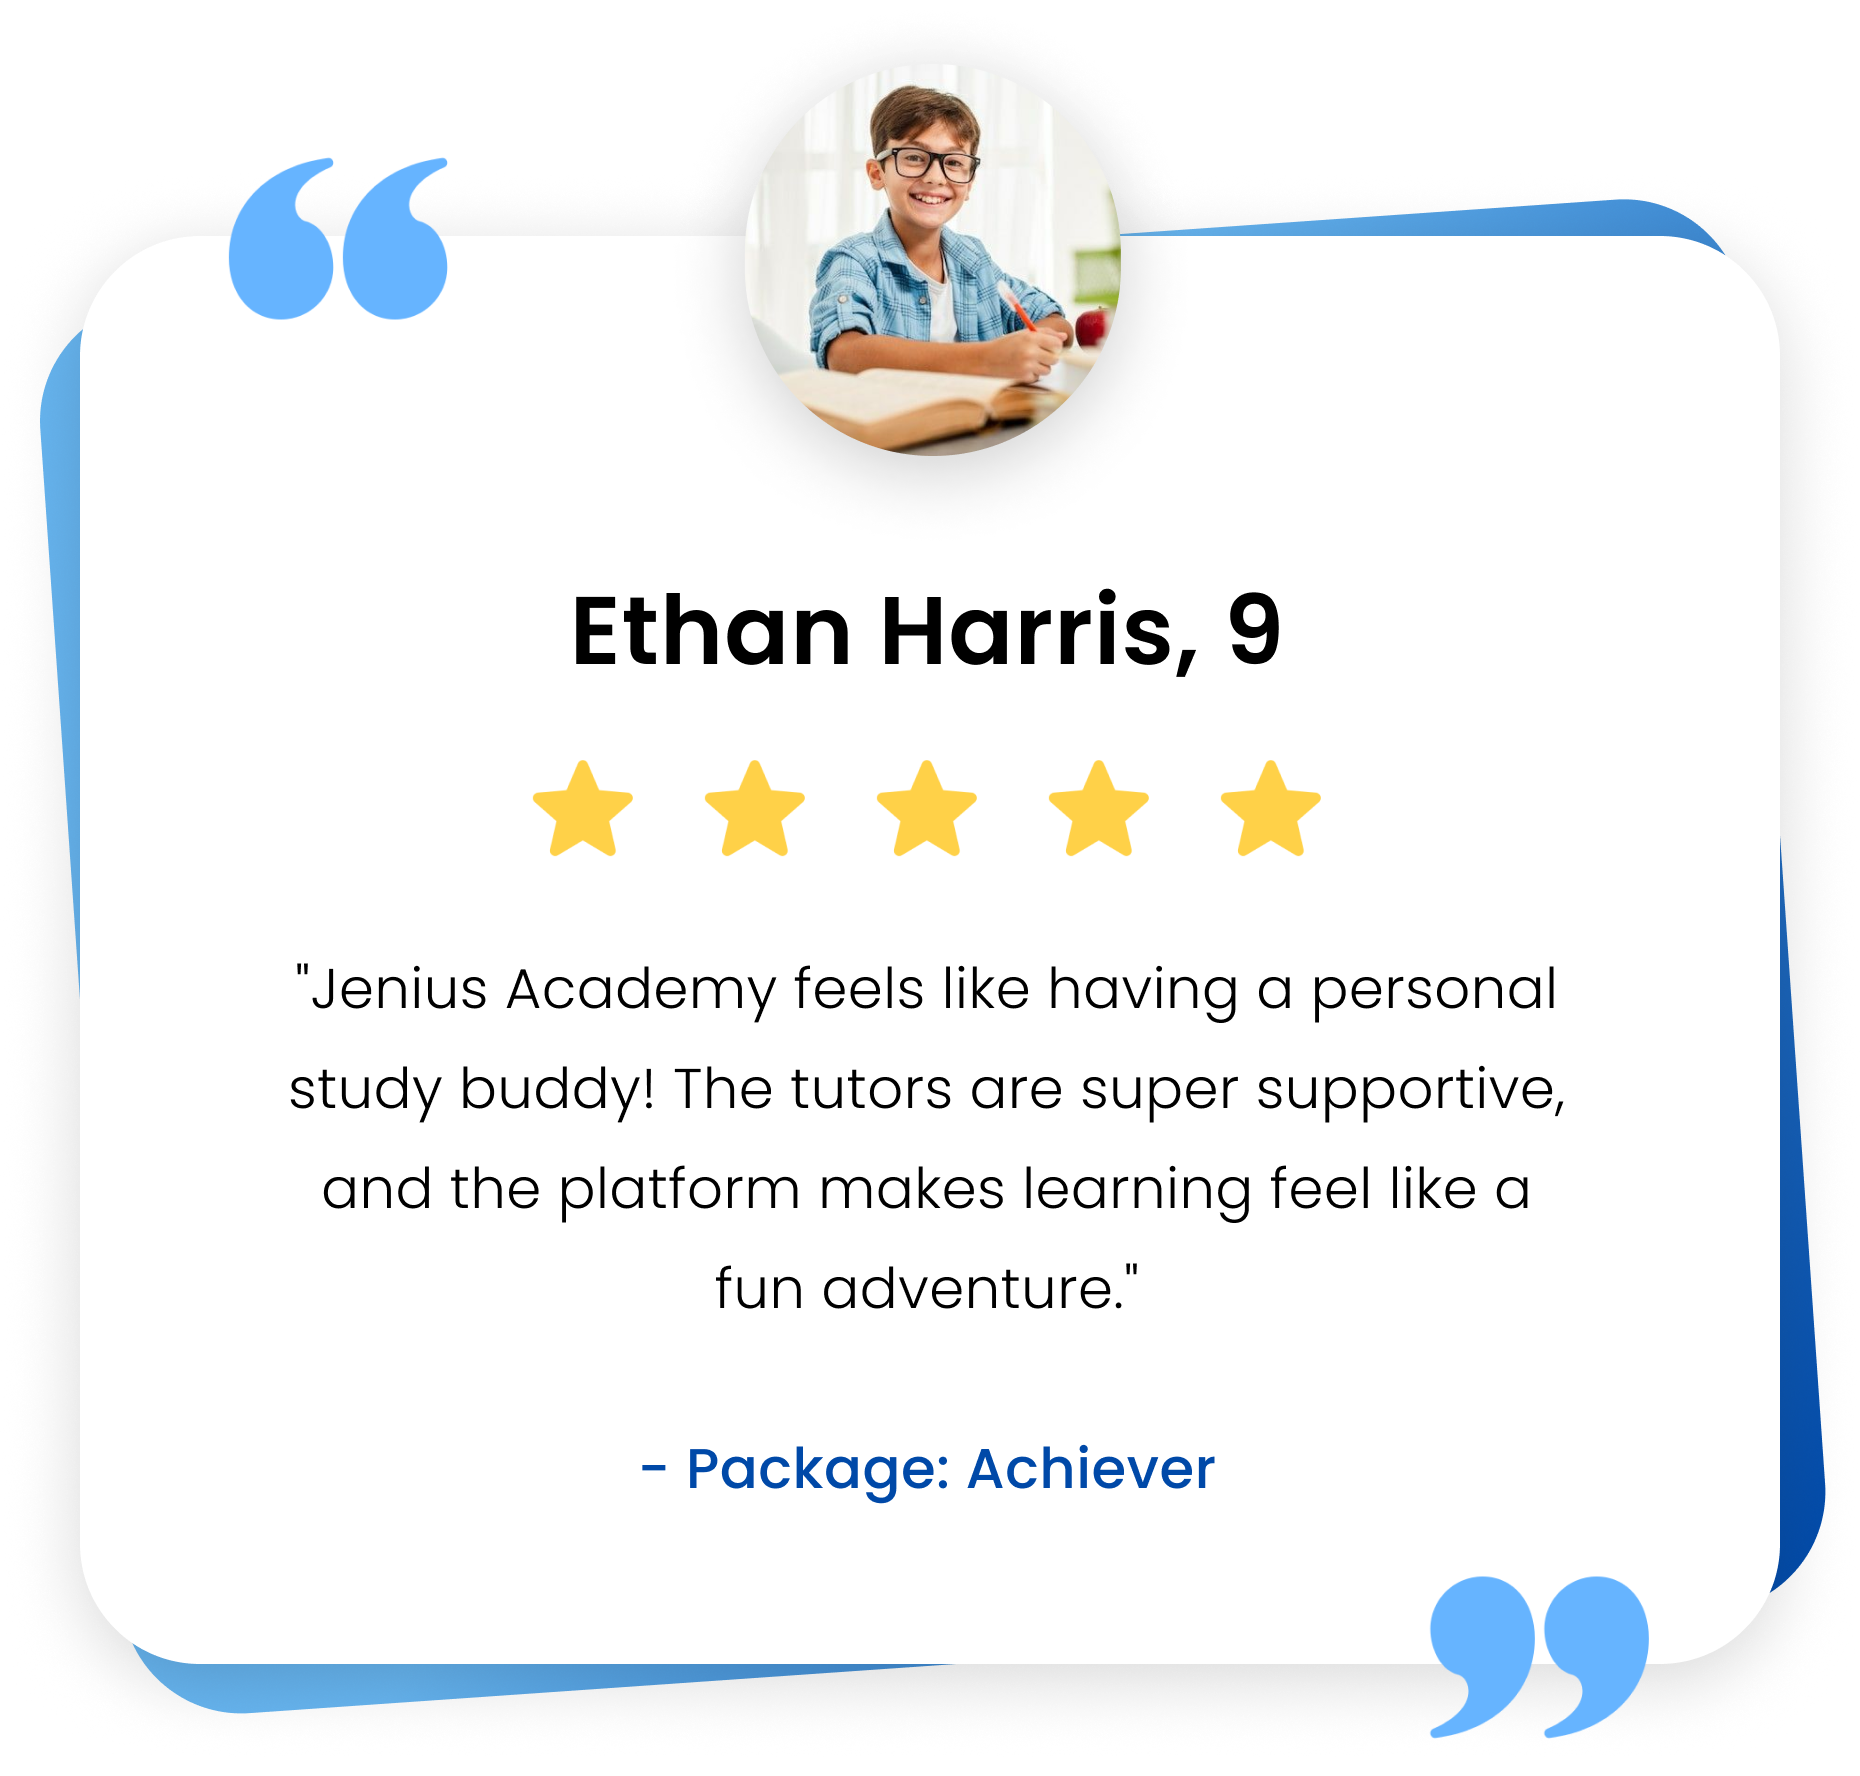 Ethan Harris, 9
"Jenius Academy feels like having a personal
study buddy! The tutors are super supportive,
and the platform makes learning feel like a
fun adventure."
- Package: Achiever